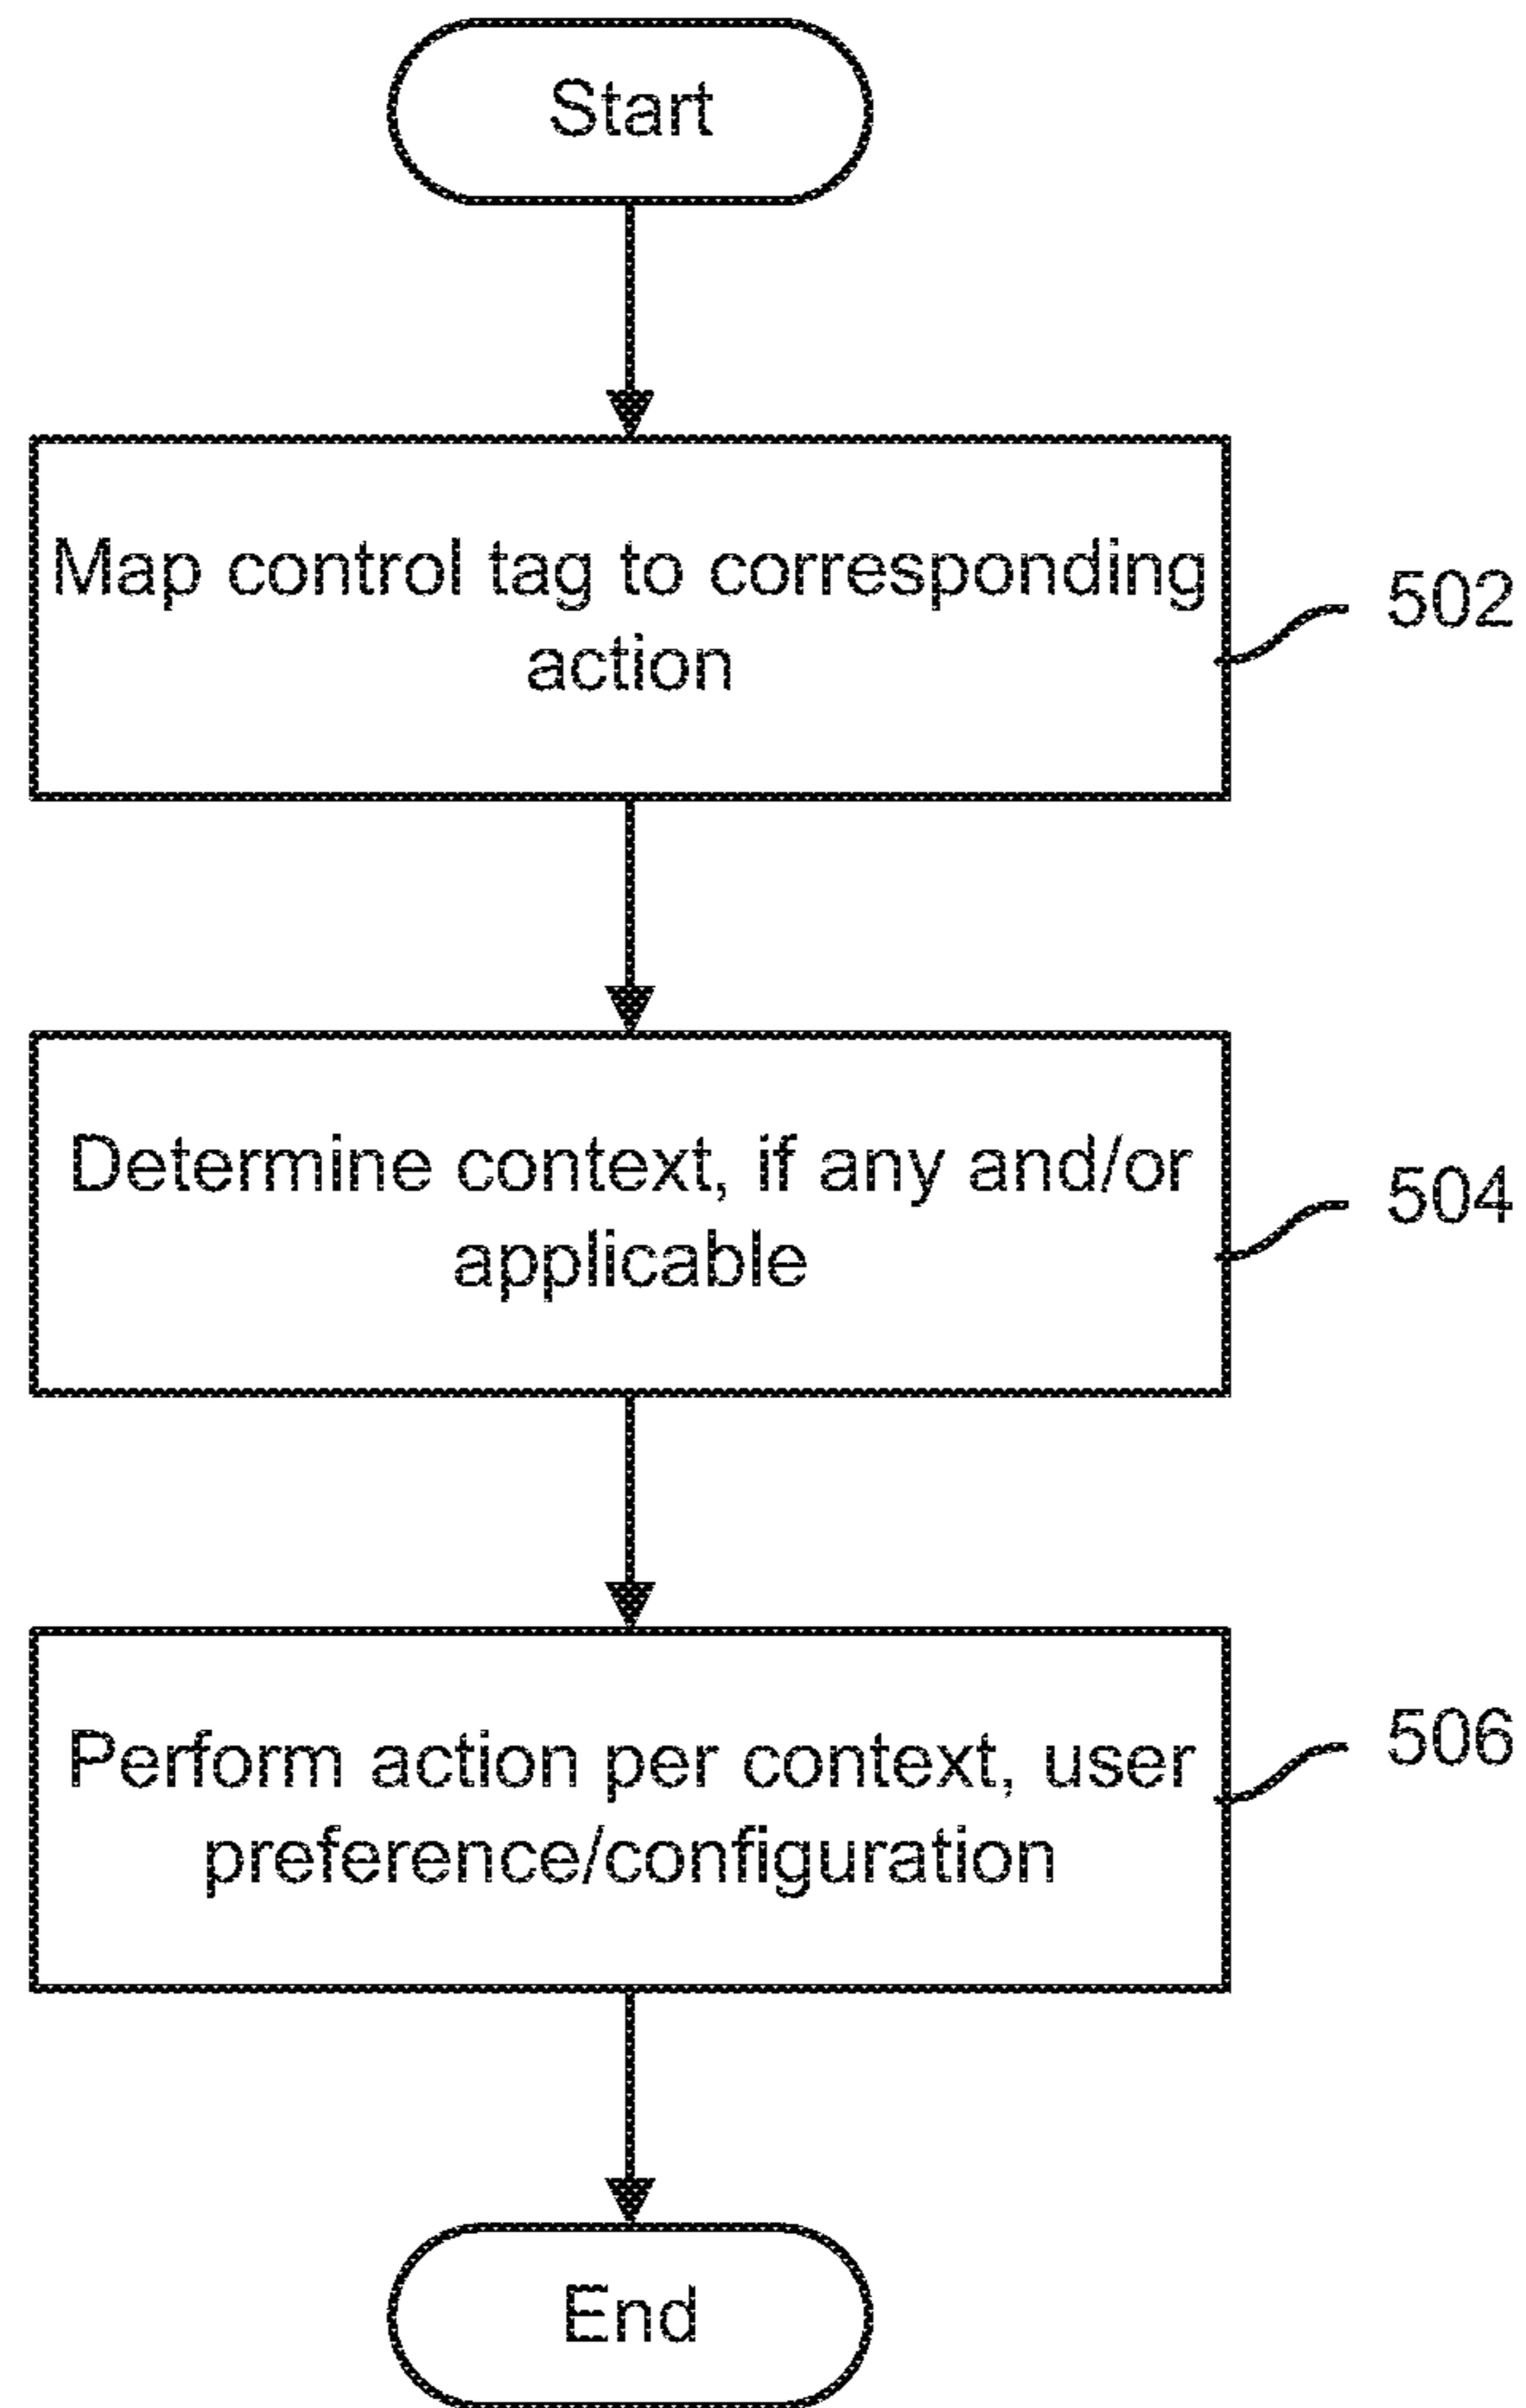 Start
Map control tag to corresponding
action
502
Determine context, if any and/or
applicable
504
Perform action per context, user
preference/configuration
506
End